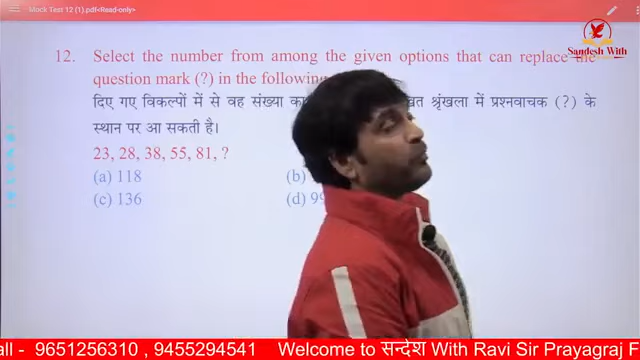 Mock Test 12 (1).pdf<Read-only>
Sandesh With
12. Select the number from among the given options that can replace the
question mark (?) in the following
दिए गए विकल्पों में से वह संख्या श्रृंखला में प्रश्नवाचक (?) के
स्थान पर आ सकती है।
23, 28, 38, 55, 81, ?
(a) 118
(b)
(c) 136
(d)
9651256310 , 9455294541 Welcome to सन्देश With Ravi Sir Prayagraj